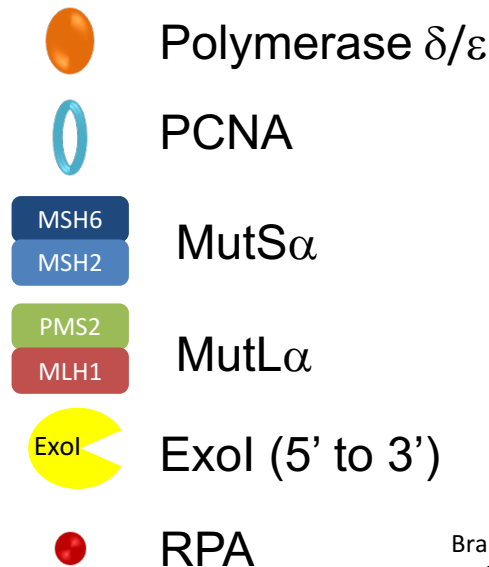 Polymerase δ/ε
PCNA
MSH6
MSH2
MutSα
PMS2
MLH1
MutLα
ExoI
ExoI (5’ to 3’)
RPA
Bra